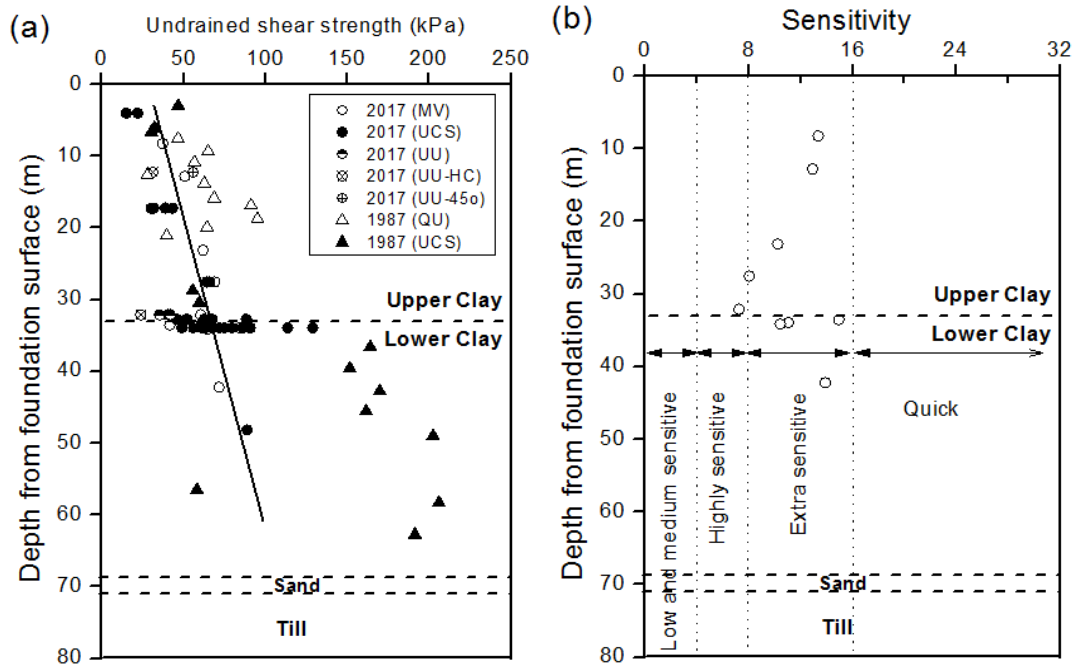 (a)
Undrained shear strength (kPa)
0 50 100 150 200 250
Depth from foundation surface (m)
0
10
20
30
40
50
60
70
80
2017 (MV)
2017 (UCS)
2017 (UU)
2017 (UU-HC)
2017 (UU-45o)
1987 (QU)
1987 (UCS)
Upper Clay
Lower Clay
Sand
Till
(b)
Sensitivity
0 8 16 24 32
Depth from foundation surface (m)
0
10
20
30
40
50
60
70
80
Upper Clay
Lower Clay
Low and medium sensitive
Highly sensitive
Extra sensitive
Quick
Sand
Till